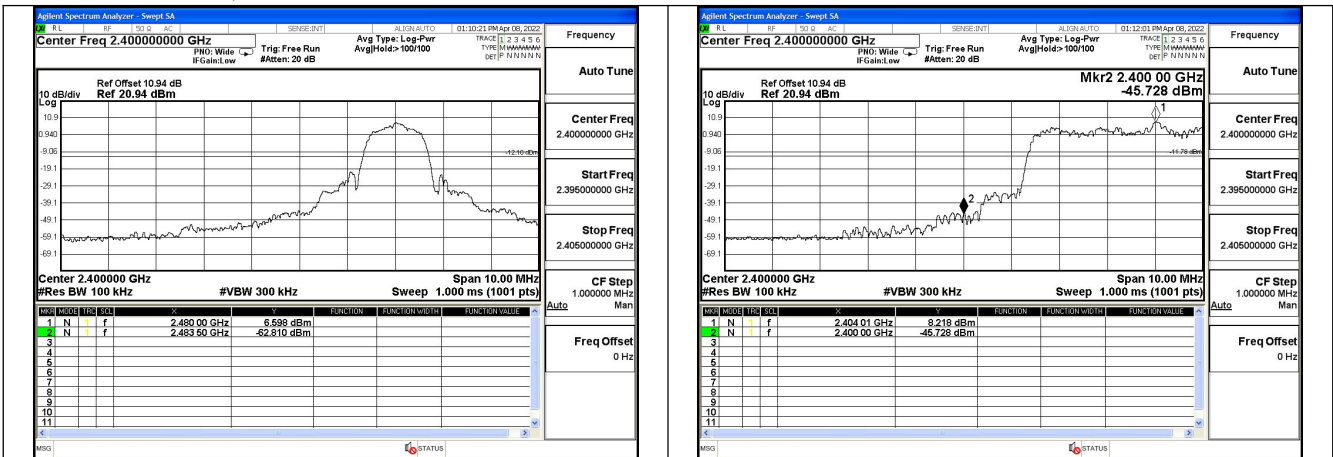 Agilent Spectrum Analyzer - Swept SA
RL RF 50 Ω AC SENSE:INT ALIGN AUTO 01:10:21 PM Apr 08, 2022
Center Freq 2.400000000 GHz
PNO: Wide
IFGain:Low
Trig: Free Run
#Atten: 20 dB
Avg Type: Log-Pwr
Avg|Hold:>100/100
TRACE 1 2 3 4 5 6
TYPE M
DET P N N N N N
Ref Offset 10.94 dB
10 dB/div Ref 20.94 dBm
Log
10.9
0.940
-9.06
-19.1
-29.1
-39.1
-49.1
-59.1
-69.1
-12.10 dBm
Center 2.400000 GHz Span 10.00 MHz
#Res BW 100 kHz #VBW 300 kHz Sweep 1.000 ms (1001 pts)
MKR MODE TRC SCL X Y FUNCTION FUNCTION WIDTH FUNCTION VALUE
1 N 1 f 2.480 00 GHz 6.598 dBm
2 N 1 f 2.483 50 GHz -62.810 dBm
3
4
5
6
7
8
9
10
11
MSG STATUS
Frequency
Auto Tune
Center Freq
2.400000000 GHz
Start Freq
2.395000000 GHz
Stop Freq
2.405000000 GHz
CF Step
1.000000 MHz
Auto Man
Freq Offset
0 Hz
Agilent Spectrum Analyzer - Swept SA
RL RF 50 Ω AC SENSE:INT ALIGN AUTO 01:12:01 PM Apr 08, 2022
Center Freq 2.400000000 GHz
PNO: Wide
IFGain:Low
Trig: Free Run
#Atten: 20 dB
Avg Type: Log-Pwr
Avg|Hold:>100/100
TRACE 1 2 3 4 5 6
TYPE M
DET P N N N N N
Mkr2 2.400 00 GHz
-45.728 dBm
Ref Offset 10.94 dB
10 dB/div Ref 20.94 dBm
Log
10.9
0.940
-9.06
-19.1
-29.1
-39.1
-49.1
-59.1
-69.1
1
2
-11.78 dBm
Center 2.400000 GHz Span 10.00 MHz
#Res BW 100 kHz #VBW 300 kHz Sweep 1.000 ms (1001 pts)
MKR MODE TRC SCL X Y FUNCTION FUNCTION WIDTH FUNCTION VALUE
1 N 1 f 2.404 01 GHz 8.218 dBm
2 N 1 f 2.400 00 GHz -45.728 dBm
3
4
5
6
7
8
9
10
11
MSG STATUS
Frequency
Auto Tune
Center Freq
2.400000000 GHz
Start Freq
2.395000000 GHz
Stop Freq
2.405000000 GHz
CF Step
1.000000 MHz
Auto Man
Freq Offset
0 Hz